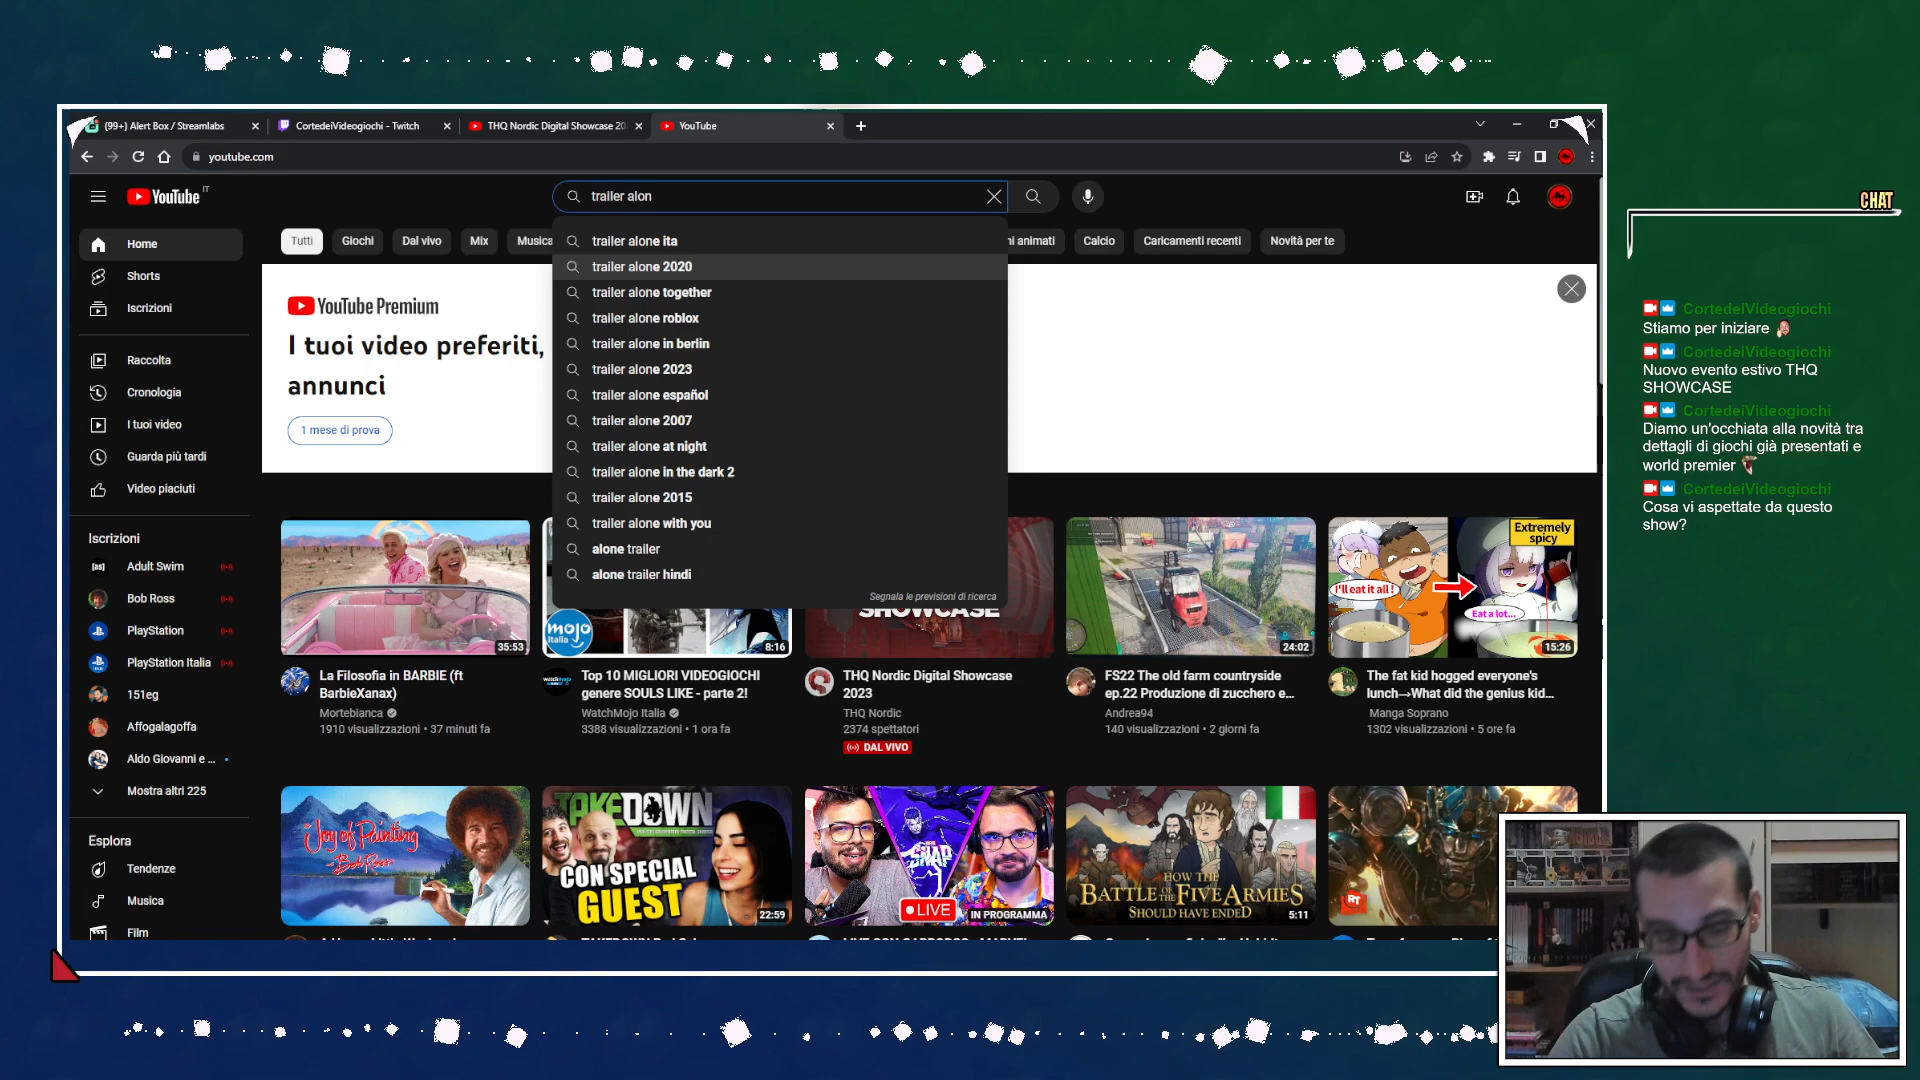 (99+) Alert Box / Streamlabs
CortedeiVideogiochi - Twitch
THQ Nordic Digital Showcase 20
YouTube
youtube.com
YouTube IT
trailer alon
Home
Shorts
Iscrizioni
Raccolta
Cronologia
I tuoi video
Guarda più tardi
Video piaciuti
Iscrizioni
Adult Swim
Bob Ross
PlayStation
PlayStation Italia
151eg
Affogalagoffa
Aldo Giovanni e ...
Mostra altri 225
Esplora
Tendenze
Musica
Film
Tutti
Giochi
Dal vivo
Mix
Musica
ni animati
Calcio
Caricamenti recenti
Novità per te
trailer alone ita
trailer alone 2020
trailer alone together
trailer alone roblox
trailer alone in berlin
trailer alone 2023
trailer alone español
trailer alone 2007
trailer alone at night
trailer alone in the dark 2
trailer alone 2015
trailer alone with you
alone trailer
alone trailer hindi
Segnala le previsioni di ricerca
YouTube Premium
I tuoi video preferiti,
annunci
1 mese di prova
35:53
La Filosofia in BARBIE (ft
BarbieXanax)
Mortebianca
1910 visualizzazioni • 37 minuti fa
mojo
Italia
8:16
Top 10 MIGLIORI VIDEOGIOCHI
genere SOULS LIKE - parte 2!
WatchMojo Italia
3388 visualizzazioni • 1 ora fa
SHOWCASE
THQ Nordic Digital Showcase
2023
THQ Nordic
2374 spettatori
DAL VIVO
24:02
FS22 The old farm countryside
ep.22 Produzione di zucchero e...
Andrea94
140 visualizzazioni • 2 giorni fa
Extremely
spicy
I'll eat it all !
Eat a lot...
15:26
The fat kid hogged everyone's
lunch→What did the genius kid...
Manga Soprano
1302 visualizzazioni • 5 ore fa
Joy of Painting
Bob Ross
TAKEDOWN
CON SPECIAL
GUEST
22:59
SNAP
LIVE
IN PROGRAMMA
HOW THE
BATTLE OF THE FIVE ARMIES
SHOULD HAVE ENDED
5:11
RT
CHAT
CortedeiVideogiochi
Stiamo per iniziare
CortedeiVideogiochi
Nuovo evento estivo THQ
SHOWCASE
CortedeiVideogiochi
Diamo un'occhiata alla novità tra
dettagli di giochi già presentati e
world premier
CortedeiVideogiochi
Cosa vi aspettate da questo
show?